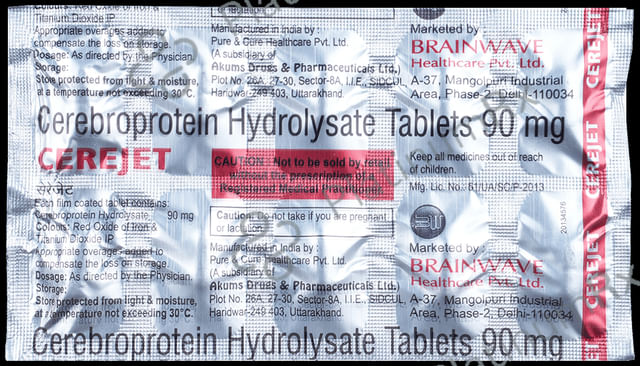 Colours: Red Oxide of Iron &
Titanium Dioxide IP
Appropriate overages added to
compensate the loss on storage.
Dosage: As directed by the Physician.
Storage:
Store protected from light & moisture,
at a temperature not exceeding 30°C.
Manufactured in India by :
Pure & Cure Healthcare Pvt. Ltd.
(A subsidiary of
Akums Drugs & Pharmaceuticals Ltd.)
Plot No. 26A, 27-30, Sector-8A, I.I.E., SIDCUL,
Haridwar-249 403, Uttarakhand.
Marketed by :
BRAINWAVE
Healthcare Pvt. Ltd.
A-37, Mangolpuri Industrial
Area, Phase-2, Delhi-110034
Cerebroprotein Hydrolysate Tablets 90 mg
CEREJET
सेरेजेट
CAUTION : Not to be sold by retail
without the prescription of a
Registered Medical Practitioner
Keep all medicines out of reach
of children.
Mfg. Lic. No.: 51/UA/SC/P-2013
Each film coated tablet contains:
Cerebroprotein Hydrolysate 90 mg
Colours: Red Oxide of Iron &
Titanium Dioxide IP
Appropriate overages added to
compensate the loss on storage.
Dosage: As directed by the Physician.
Storage:
Store protected from light & moisture,
at a temperature not exceeding 30°C.
Caution: Do not take if you are pregnant
or lactation
Manufactured in India by :
Pure & Cure Healthcare Pvt. Ltd.
(A subsidiary of
Akums Drugs & Pharmaceuticals Ltd.)
Plot No. 26A, 27-30, Sector-8A, I.I.E., SIDCUL,
Haridwar-249 403, Uttarakhand.
Marketed by :
BRAINWAVE
Healthcare Pvt. Ltd.
A-37, Mangolpuri Industrial
Area, Phase-2, Delhi-110034
20134576
Cerebroprotein Hydrolysate Tablets 90 mg
CEREJET
CEREJET
CEREJET